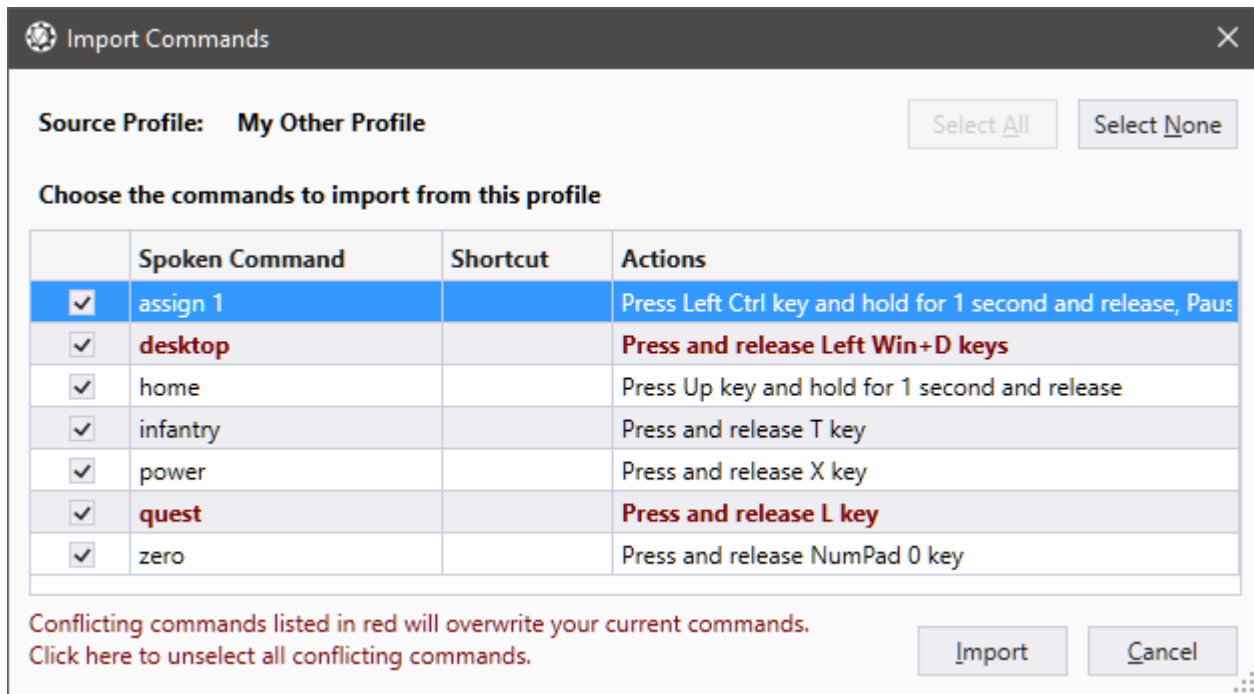 Import Commands
Source Profile: My Other Profile
Select All
Select None
Choose the commands to import from this profile
Spoken Command Shortcut Actions
assign 1 Press Left Ctrl key and hold for 1 second and release, Paus
desktop Press and release Left Win+D keys
home Press Up key and hold for 1 second and release
infantry Press and release T key
power Press and release X key
quest Press and release L key
zero Press and release NumPad 0 key
Conflicting commands listed in red will overwrite your current commands.
Click here to unselect all conflicting commands.
Import
Cancel